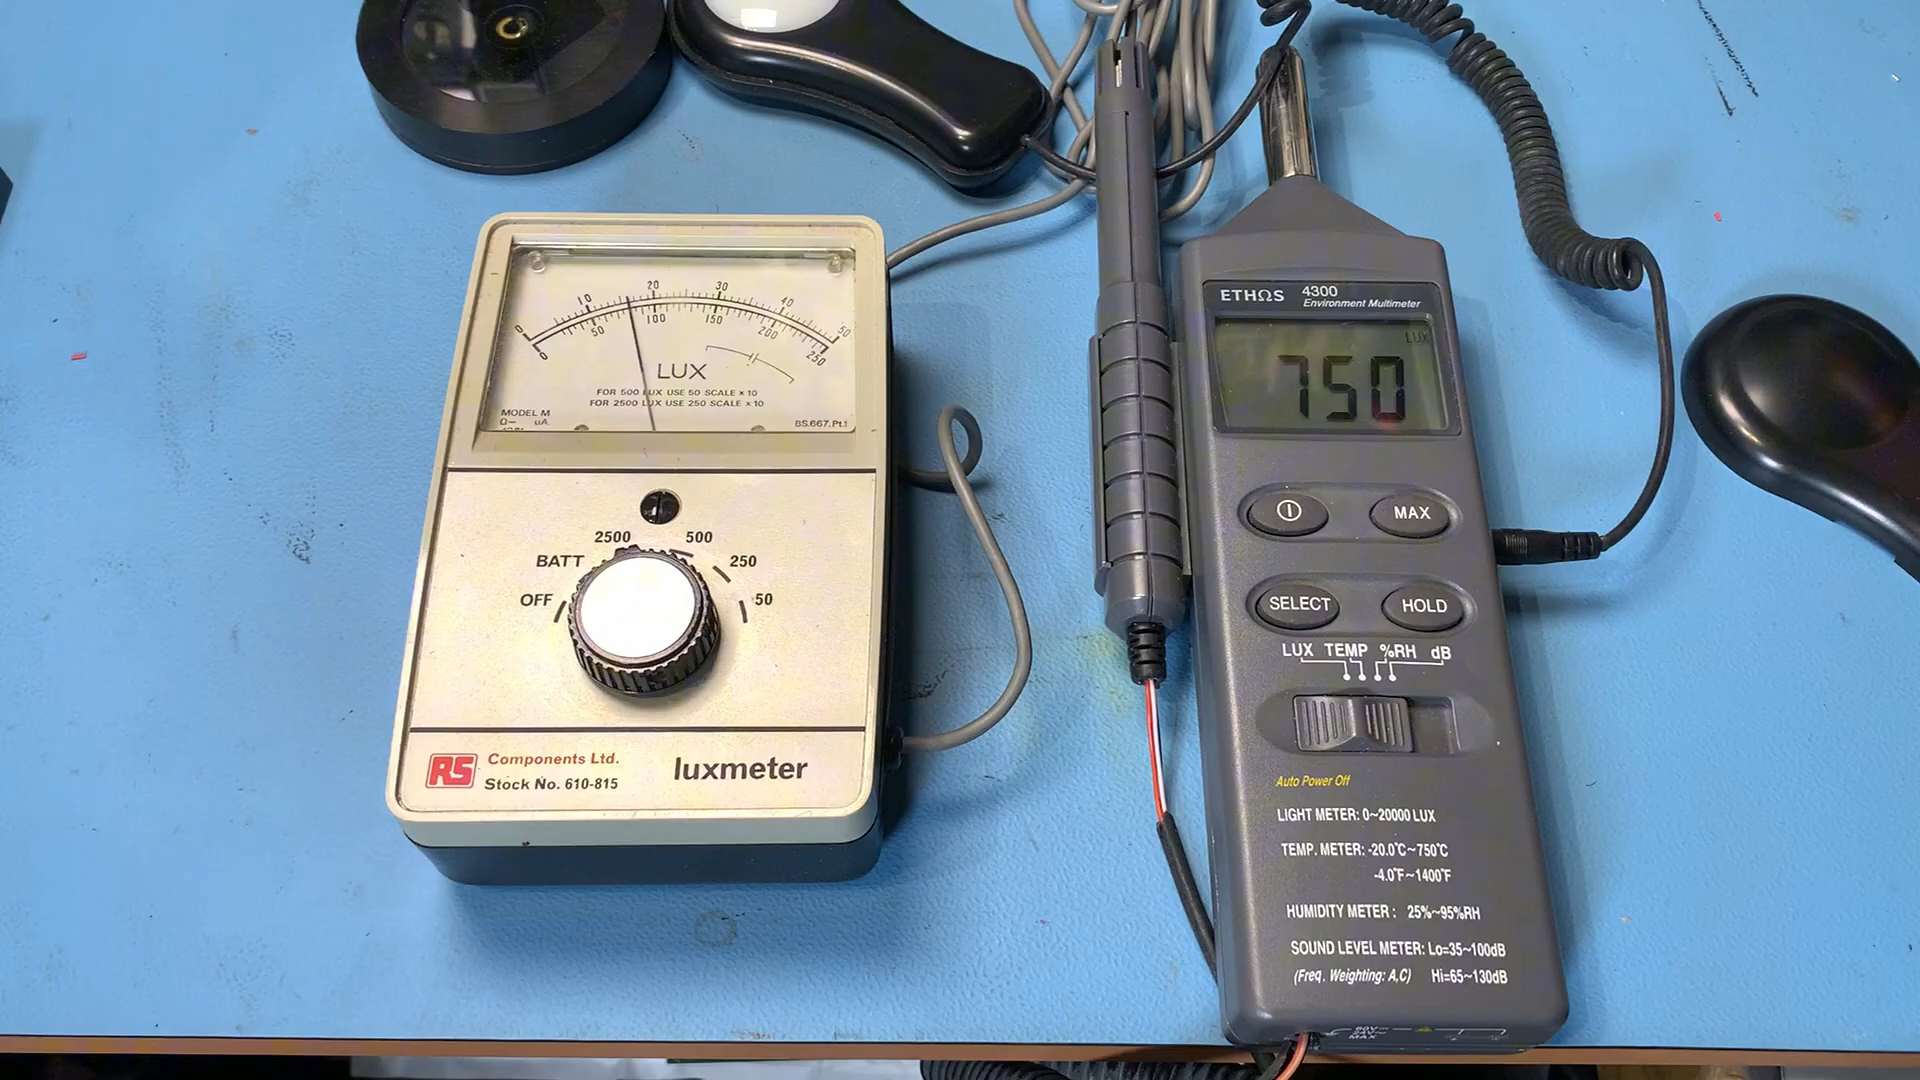 0 10 20 30 40 50
0 50 100 150 200 250
LUX
FOR 500 LUX USE 50 SCALE × 10
FOR 2500 LUX USE 250 SCALE × 10
MODEL M
Ω— uA.
BS.667.Pt.1
2500 500
BATT 250
OFF 50
RS Components Ltd.
Stock No. 610-815
luxmeter
ETHΩS 4300
Environment Multimeter
LUX
750
MAX
SELECT HOLD
LUX TEMP %RH dB
Auto Power Off
LIGHT METER: 0~20000 LUX
TEMP. METER: -20.0°C~750°C
-4.0°F~1400°F
HUMIDITY METER : 25%~95%RH
SOUND LEVEL METER: Lo=35~100dB
(Freq. Weighting: A,C) Hi=65~130dB
MAX